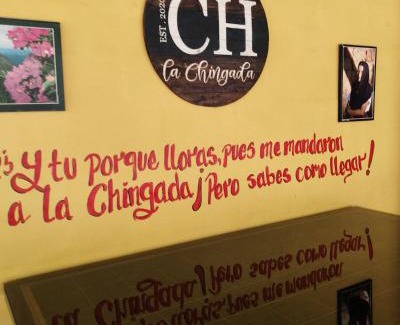 EST. 2020
CH
la Chingada
Y tu porque lloras, pues me mandaron
a la Chingada ¡Pero sabes como llegar!